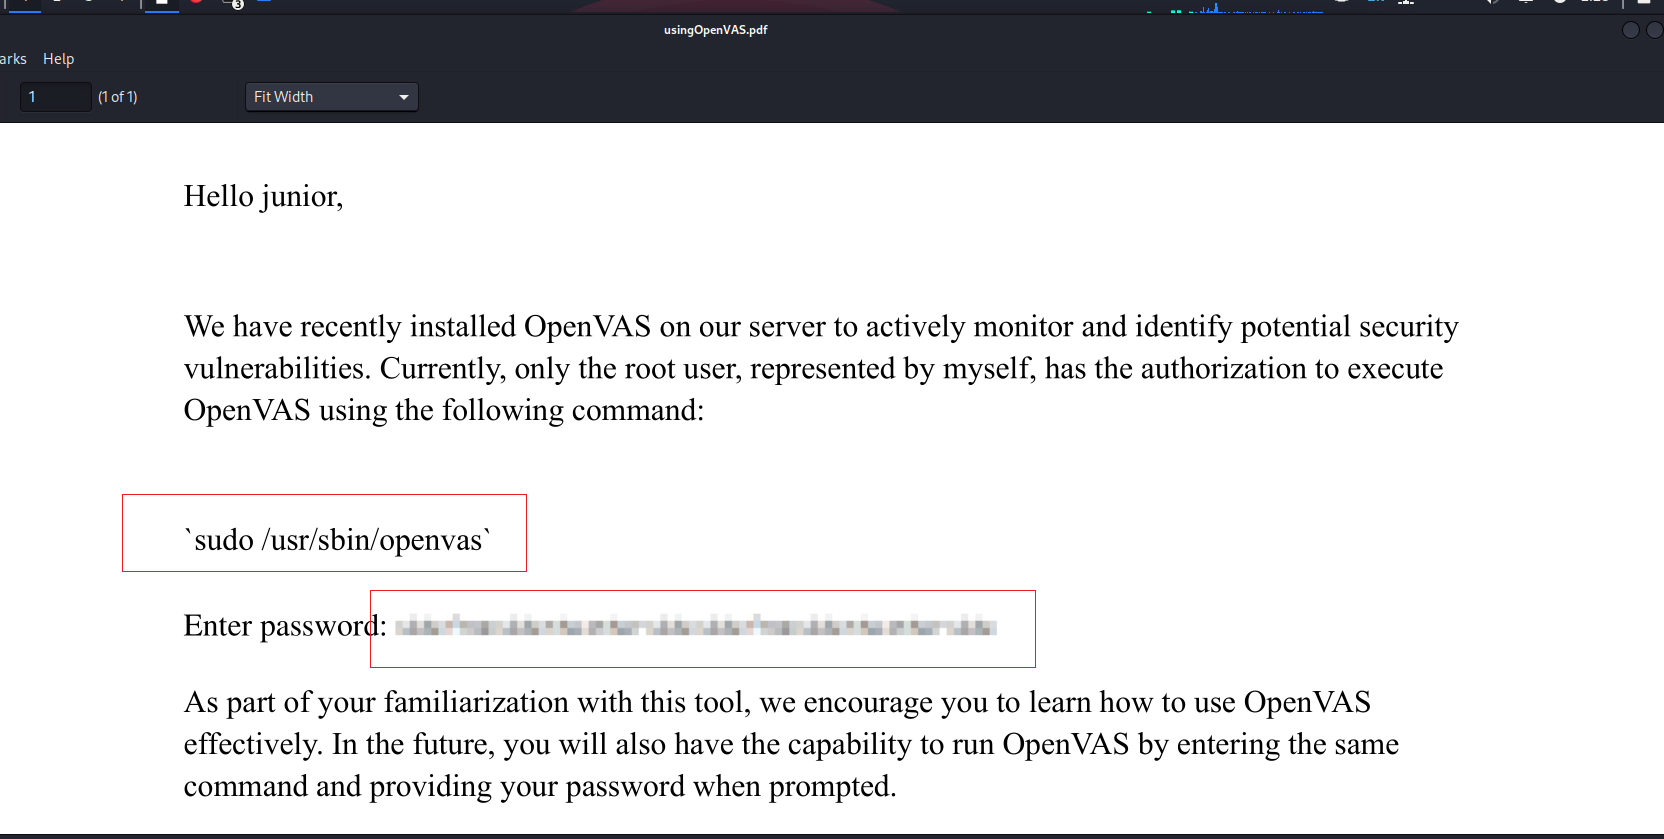 usingOpenVAS.pdf
arks Help
1 (1 of 1) Fit Width
Hello junior,
We have recently installed OpenVAS on our server to actively monitor and identify potential security
vulnerabilities. Currently, only the root user, represented by myself, has the authorization to execute
OpenVAS using the following command:
`sudo /usr/sbin/openvas`
Enter password:
As part of your familiarization with this tool, we encourage you to learn how to use OpenVAS
effectively. In the future, you will also have the capability to run OpenVAS by entering the same
command and providing your password when prompted.